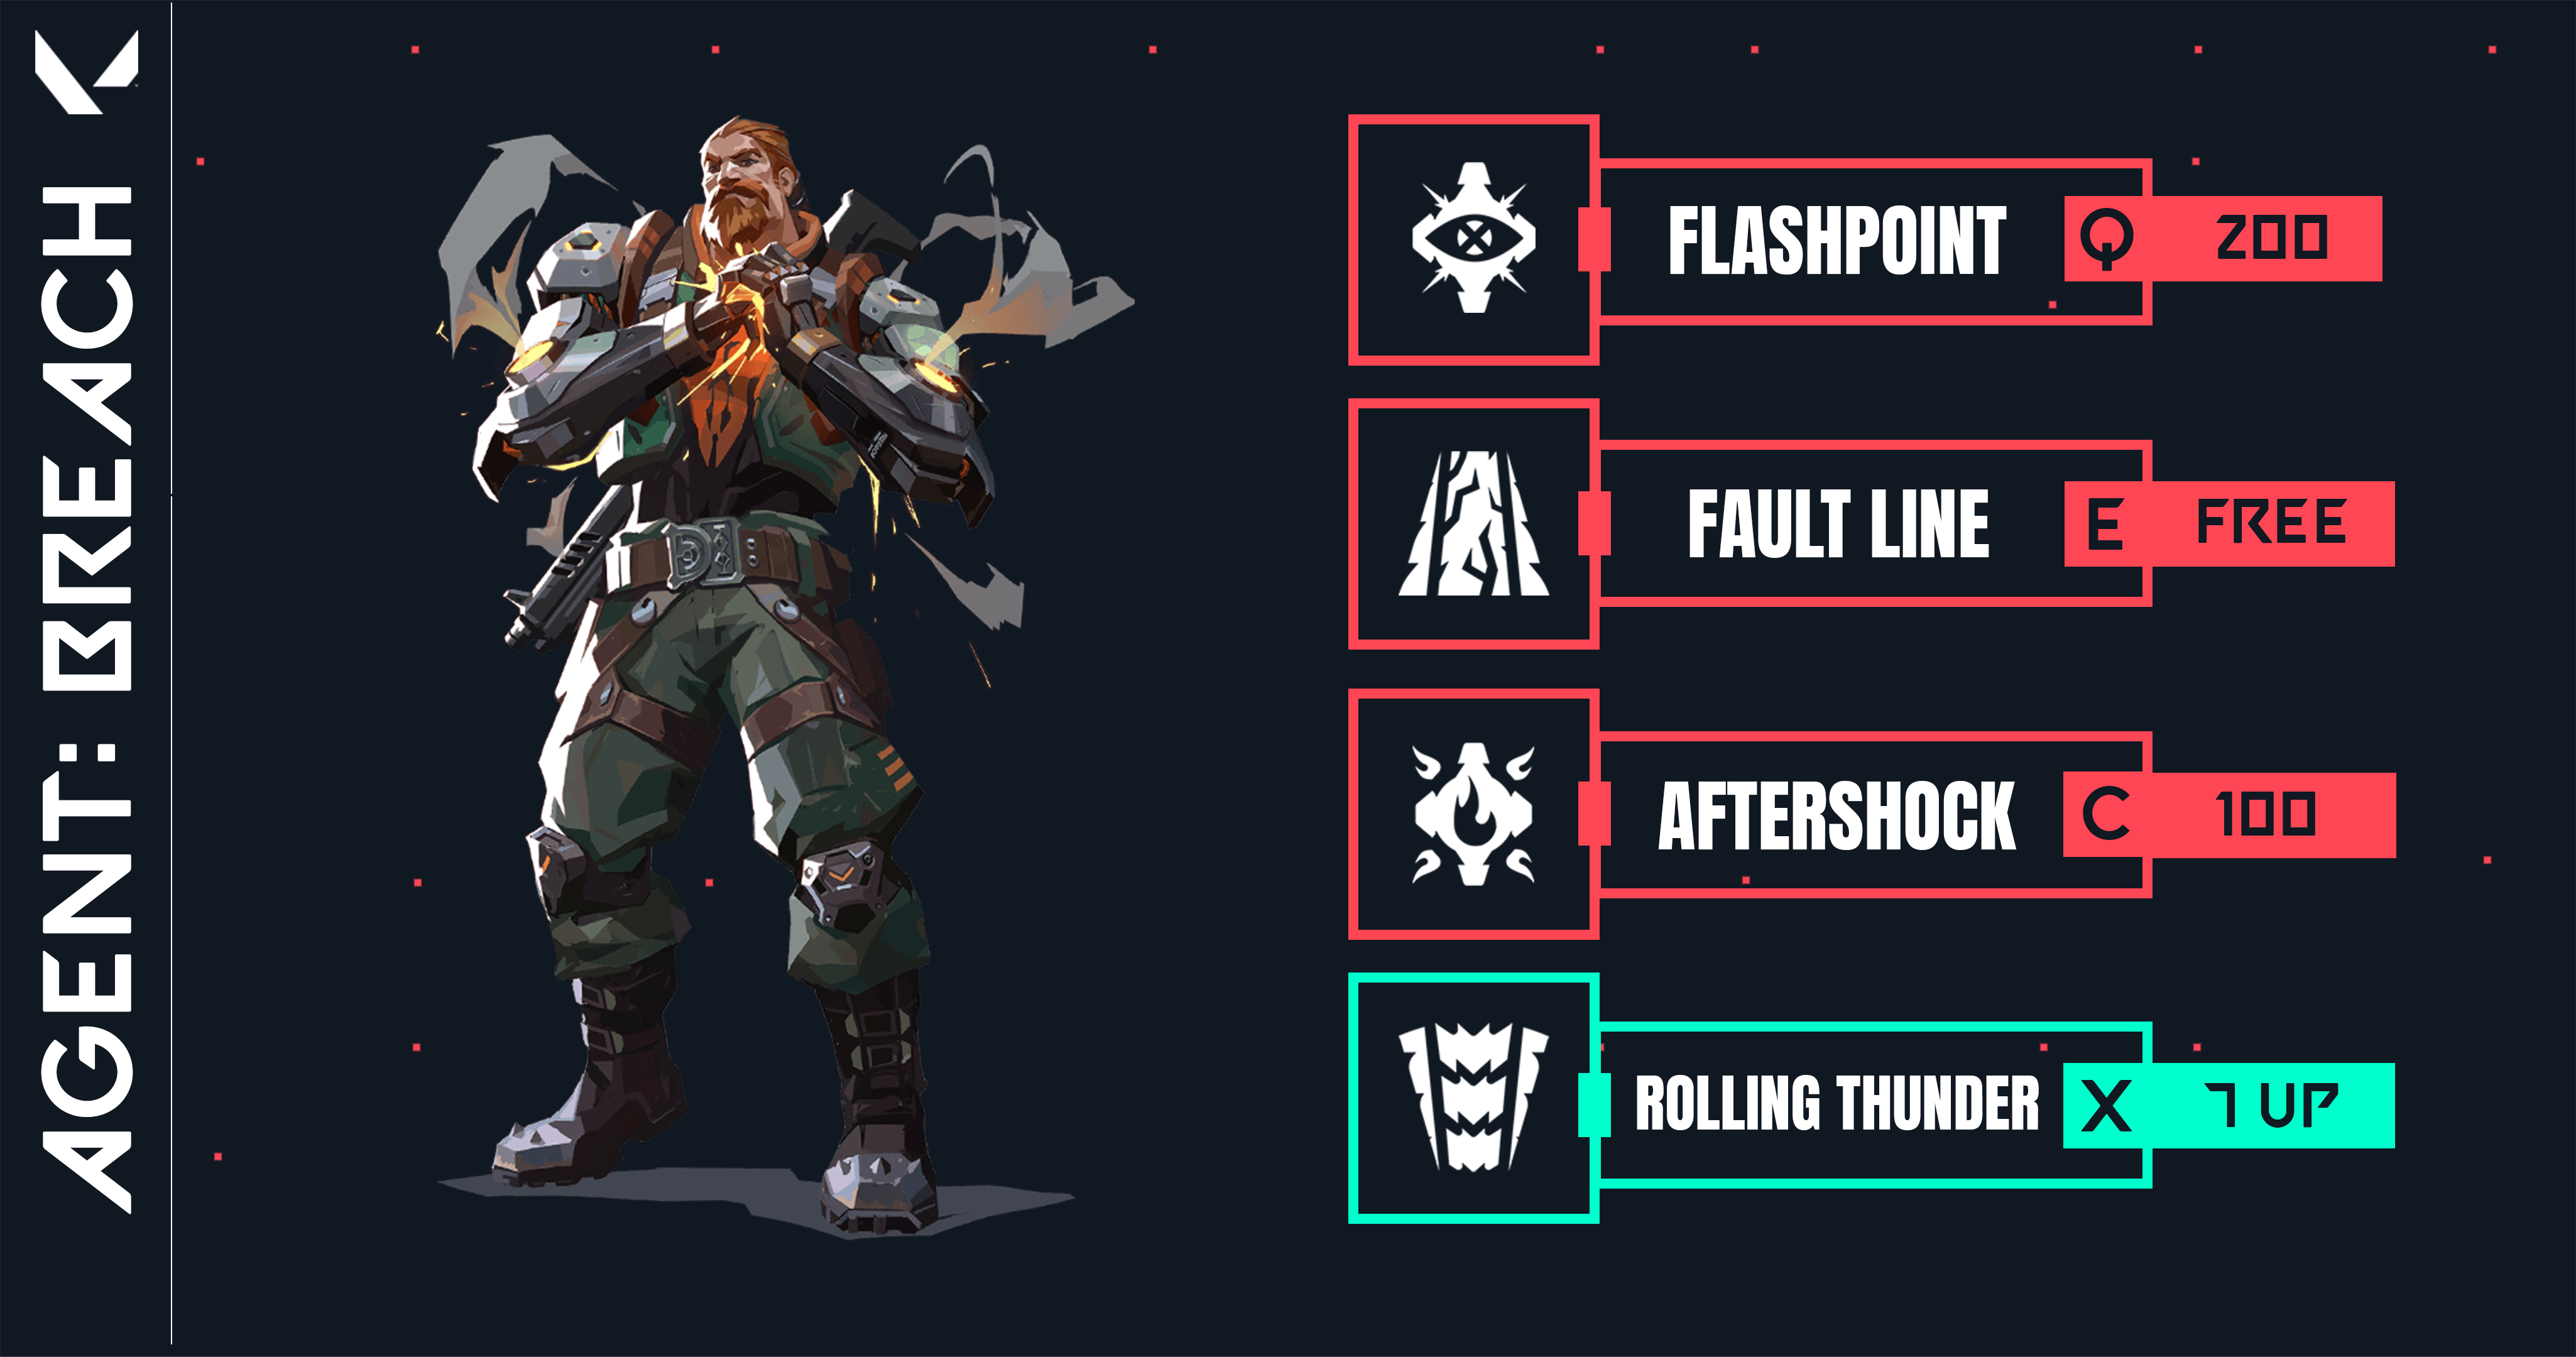 AGENT: BREACH
FLASHPOINT
Q 200
FAULT LINE
E FREE
AFTERSHOCK
C 100
ROLLING THUNDER
X 7 UP